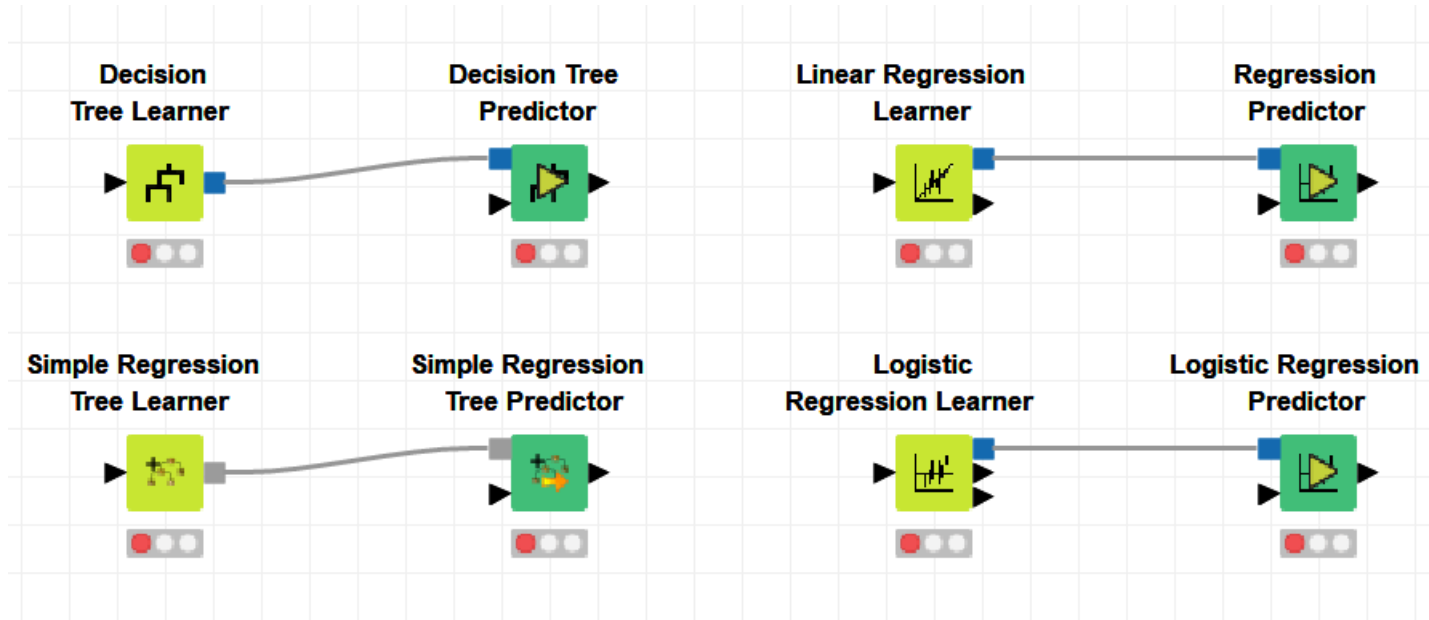 Decision
Tree Learner
Decision Tree
Predictor
Linear Regression
Learner
Regression
Predictor
Simple Regression
Tree Learner
Simple Regression
Tree Predictor
Logistic
Regression Learner
Logistic Regression
Predictor